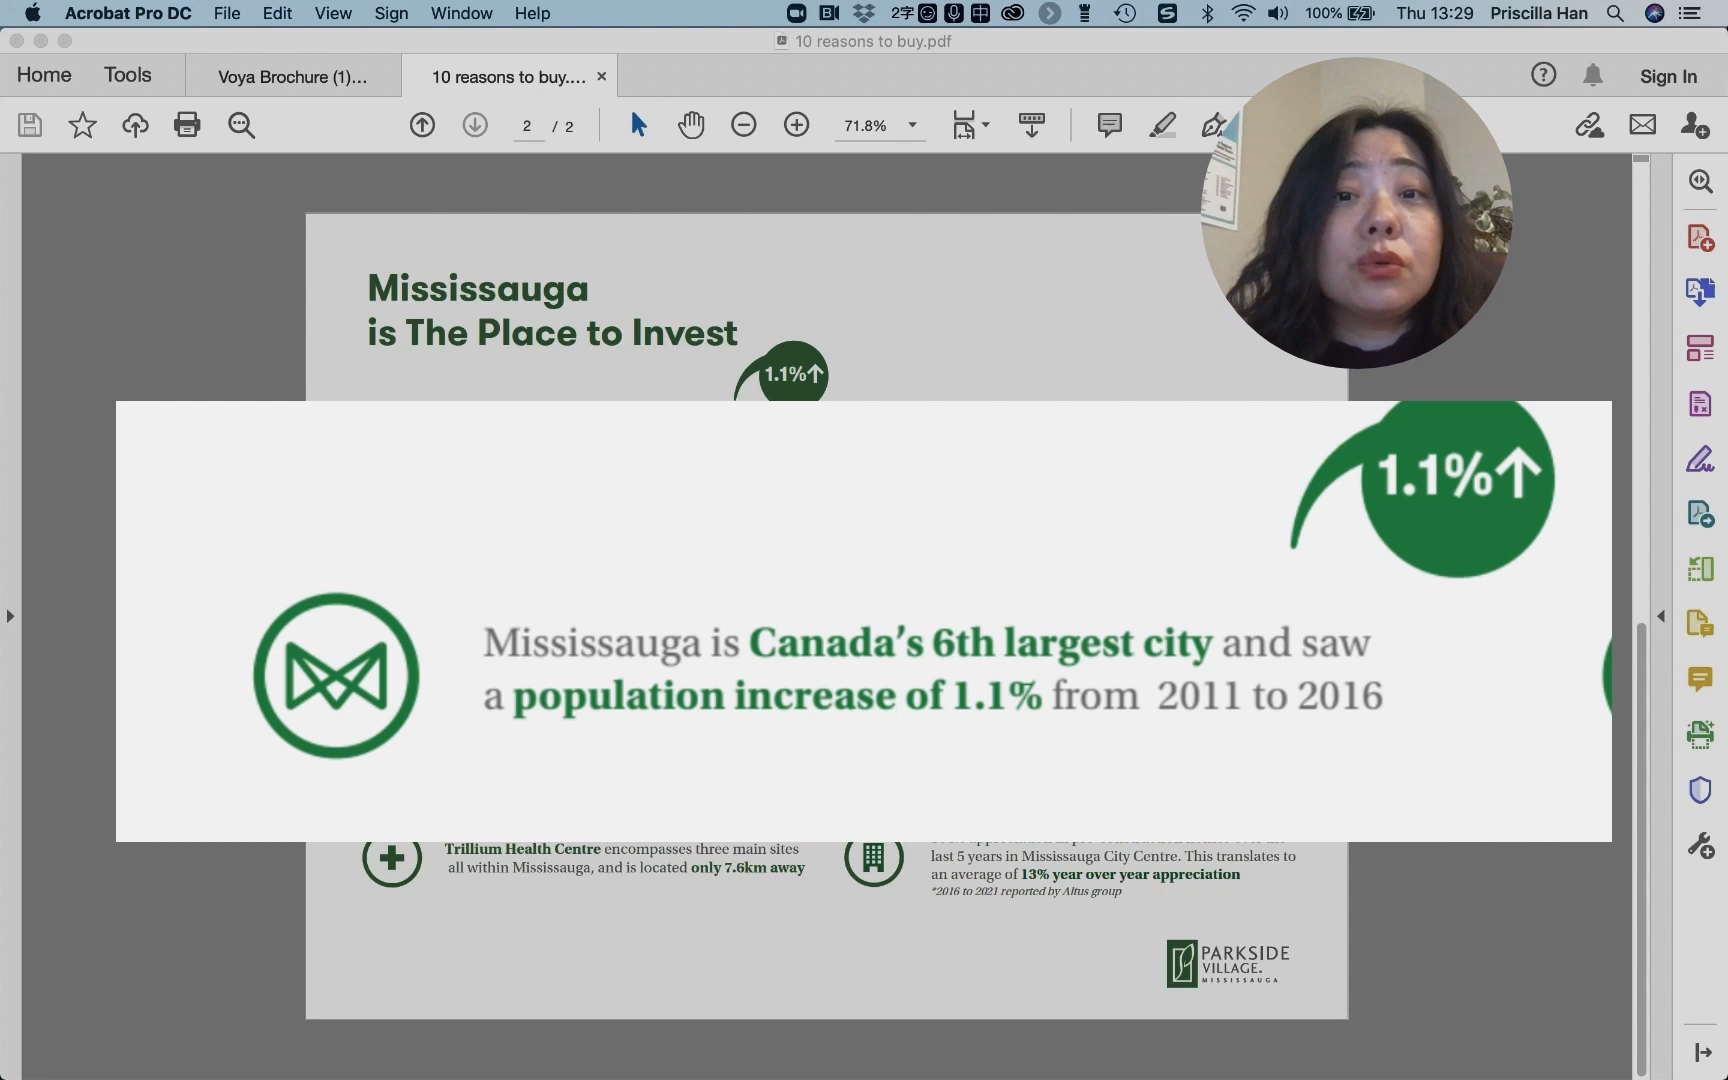 Acrobat Pro DC File Edit View Sign Window Help 2字 中 100% Thu 13:29 Priscilla Han
10 reasons to buy.pdf
Home Tools Voya Brochure (1)... 10 reasons to buy.... × Sign In
2 / 2 71.8%
Mississauga
is The Place to Invest
1.1%↑
1.1%↑
Mississauga is Canada’s 6th largest city and saw
a population increase of 1.1% from 2011 to 2016
Trillium Health Centre encompasses three main sites
all within Mississauga, and is located only 7.6km away
last 5 years in Mississauga City Centre. This translates to
an average of 13% year over year appreciation
*2016 to 2021 reported by Altus group
PARKSIDE
VILLAGE.
MISSISSAUGA